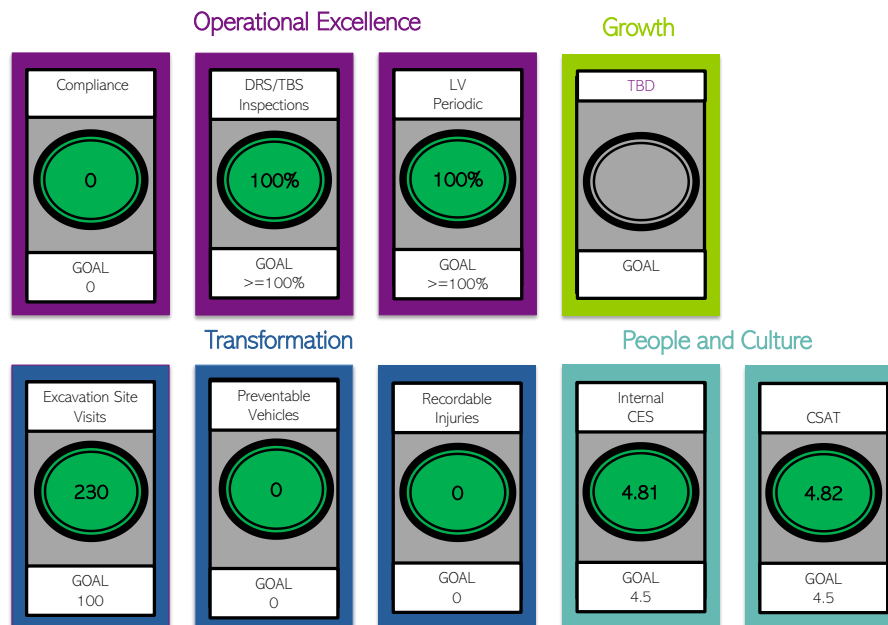 Operational Excellence
Growth
Compliance
0
GOAL
0
DRS/TBS
Inspections
100%
GOAL
>=100%
LV
Periodic
100%
GOAL
>=100%
TBD
GOAL
Transformation
People and Culture
Excavation Site
Visits
230
GOAL
100
Preventable
Vehicles
0
GOAL
0
Recordable
Injuries
0
GOAL
0
Internal
CES
4.81
GOAL
4.5
CSAT
4.82
GOAL
4.5